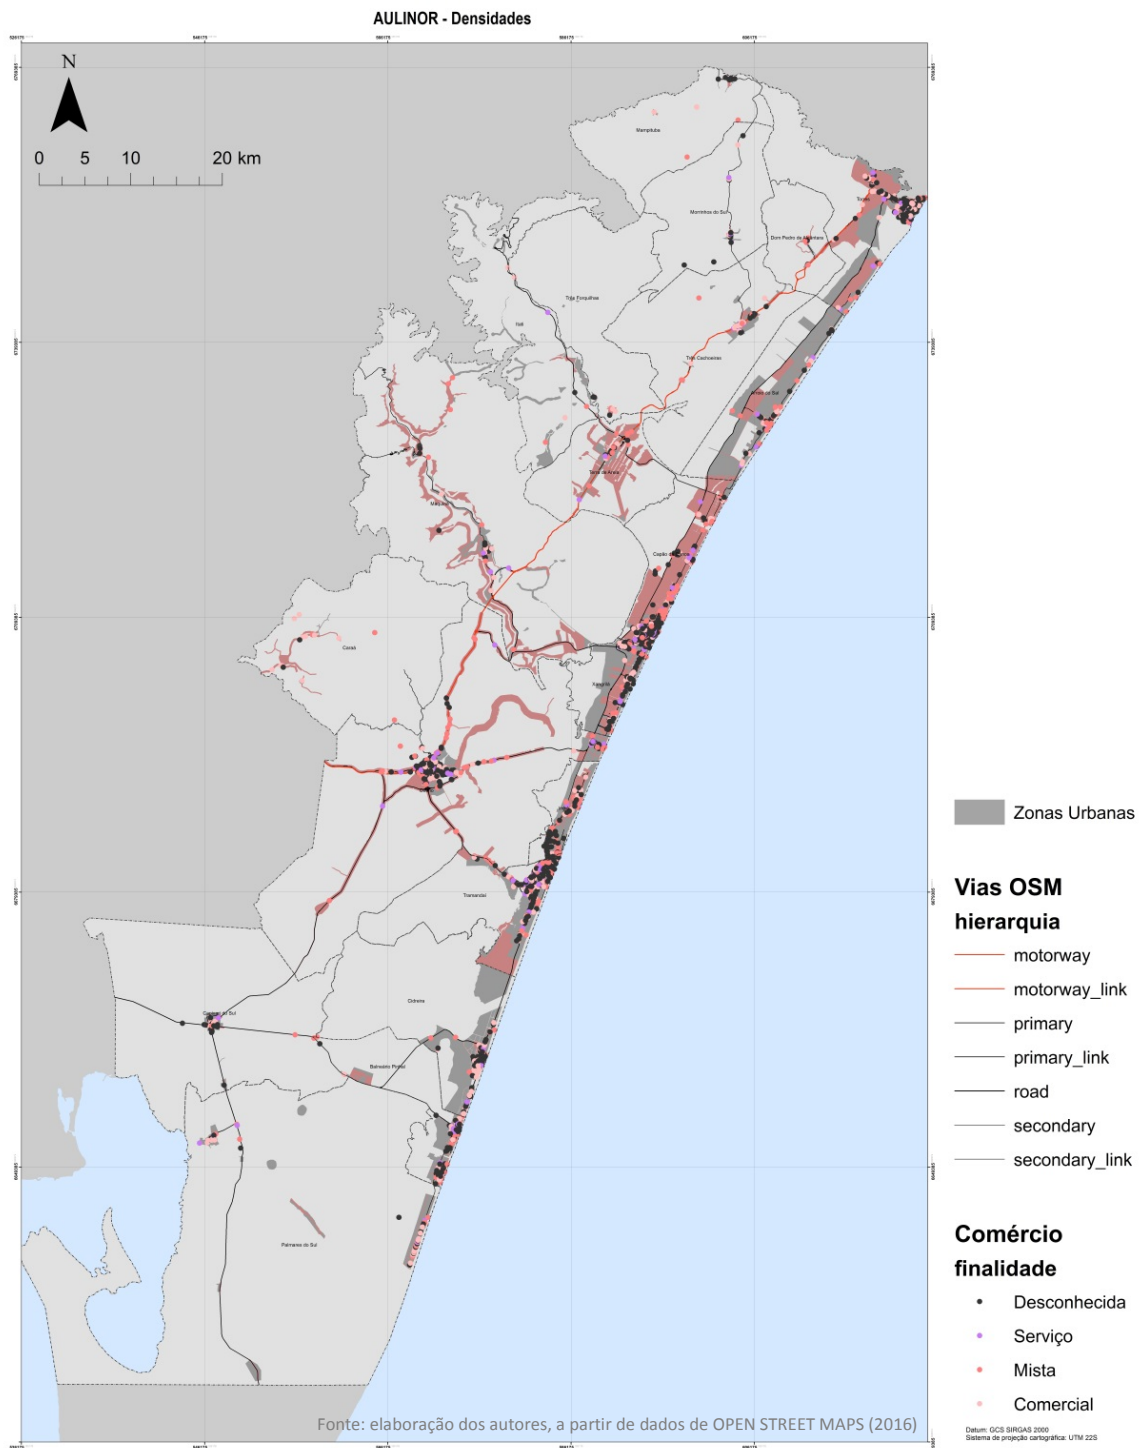 AULINOR - Densidades
N
0 5 10 20 km
Mampituba
Torres
Morrinhos do Sul
Dom Pedro de Alcântara
Três Forquilhas
Itati
Três Cachoeiras
Arroio do Sal
Terra de Areia
Maquiné
Capão da Canoa
Caraá
Xangri-lá
Tramandaí
Cidreira
Capivari do Sul
Balneário Pinhal
Palmares do Sul
Zonas Urbanas
Vias OSM
hierarquia
motorway
motorway_link
primary
primary_link
road
secondary
secondary_link
Comércio
finalidade
Desconhecida
Serviço
Mista
Comercial
Fonte: elaboração dos autores, a partir de dados de OPEN STREET MAPS (2016)
Datum: GCS SIRGAS 2000
Sistema de projeção cartográfica: UTM 22S